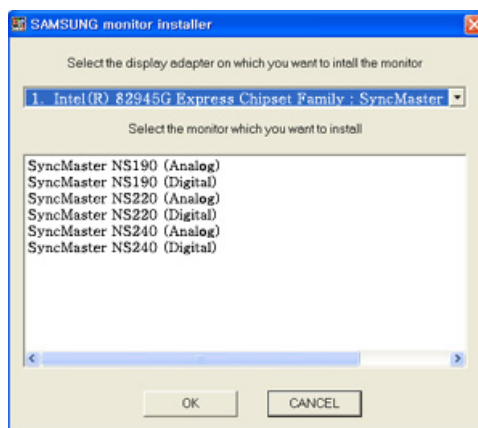 SAMSUNG monitor installer
Select the display adapter on which you want to intall the monitor
1. Intel(R) 82945G Express Chipset Family : SyncMaster
Select the monitor which you want to install
SyncMaster NS190 (Analog)
SyncMaster NS190 (Digital)
SyncMaster NS220 (Analog)
SyncMaster NS220 (Digital)
SyncMaster NS240 (Analog)
SyncMaster NS240 (Digital)
OK
CANCEL